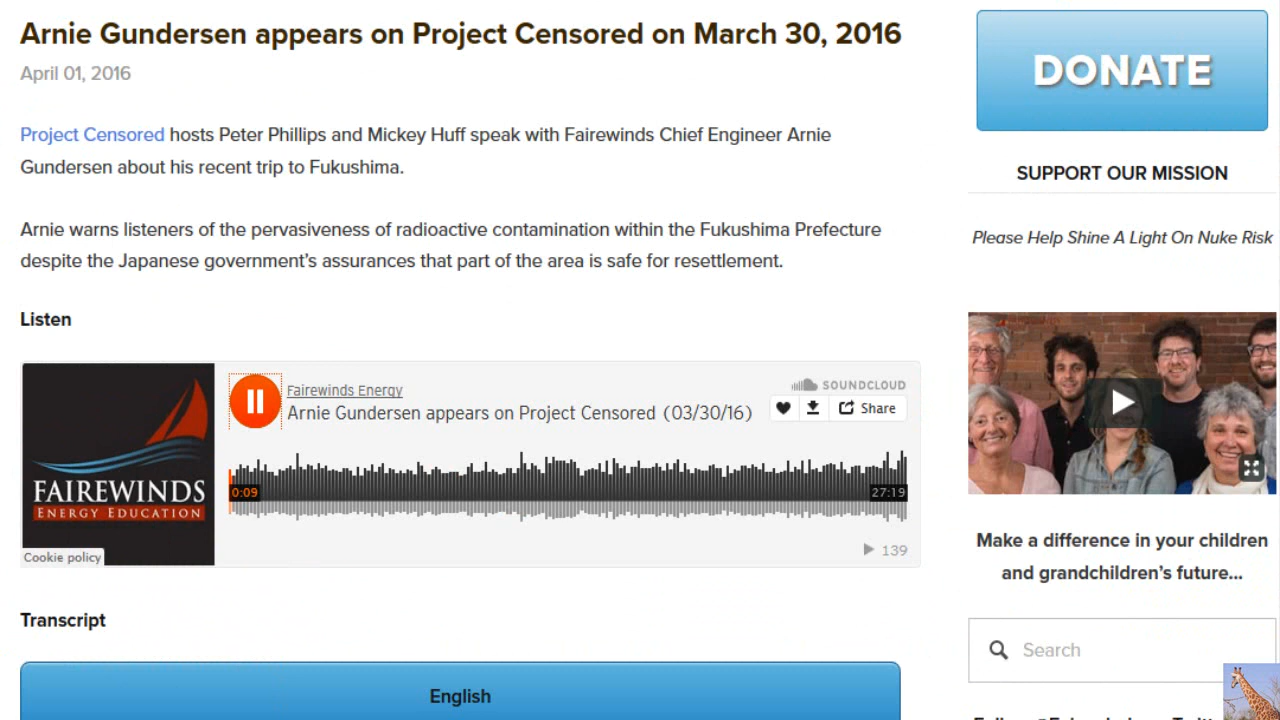 Arnie Gundersen appears on Project Censored on March 30, 2016
April 01, 2016
Project Censored hosts Peter Phillips and Mickey Huff speak with Fairewinds Chief Engineer Arnie
Gundersen about his recent trip to Fukushima.
Arnie warns listeners of the pervasiveness of radioactive contamination within the Fukushima Prefecture
despite the Japanese government's assurances that part of the area is safe for resettlement.
Listen
FAIREWINDS
ENERGY EDUCATION
Cookie policy
Fairewinds Energy
Arnie Gundersen appears on Project Censored (03/30/16)
SOUNDCLOUD
Share
0:09
27:19
139
Transcript
English
DONATE
SUPPORT OUR MISSION
Please Help Shine A Light On Nuke Risk
Make a difference in your children
and grandchildren's future...
Search